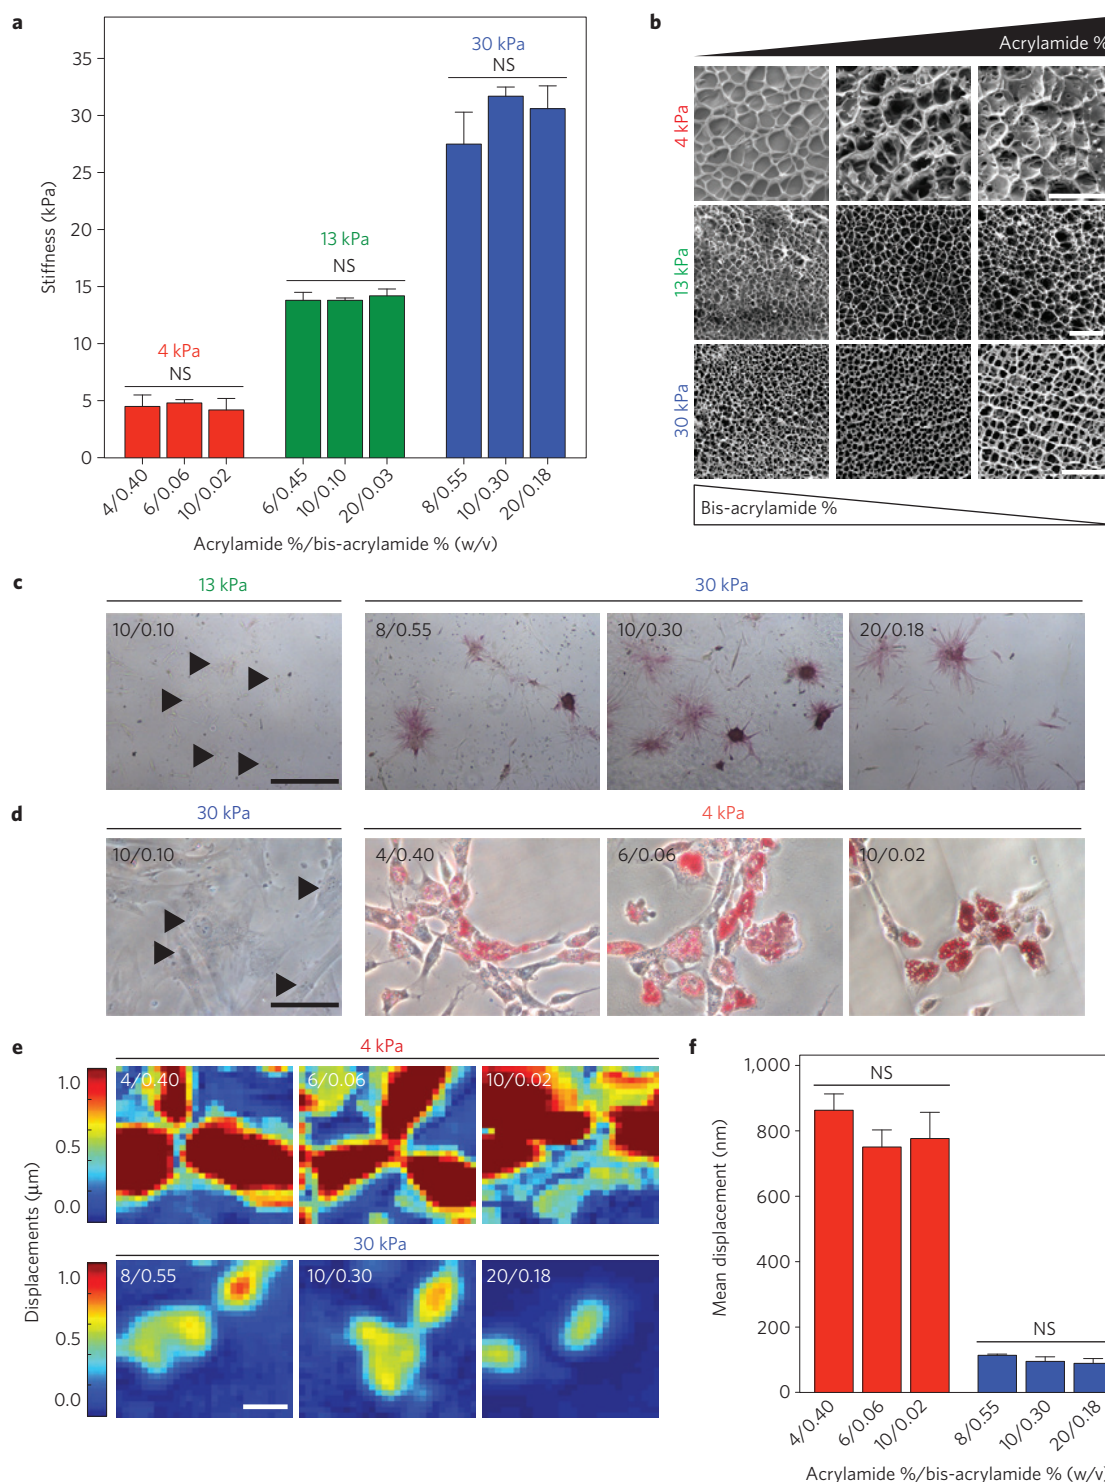 a
35
30
25
20
15
10
5
0
Stiffness (kPa)
4 kPa
NS
13 kPa
NS
30 kPa
NS
4/0.40
6/0.06
10/0.02
6/0.45
10/0.10
20/0.03
8/0.55
10/0.30
20/0.18
Acrylamide %/bis-acrylamide % (w/v)
b
Acrylamide %
4 kPa
13 kPa
30 kPa
Bis-acrylamide %
c
13 kPa
30 kPa
10/0.10
8/0.55
10/0.30
20/0.18
d
30 kPa
4 kPa
10/0.10
4/0.40
6/0.06
10/0.02
e
4 kPa
1.0
0.5
0.0
4/0.40
6/0.06
10/0.02
Displacements (μm)
30 kPa
1.0
0.5
0.0
8/0.55
10/0.30
20/0.18
f
1,000
800
600
400
200
0
Mean displacement (nm)
NS
NS
4/0.40
6/0.06
10/0.02
8/0.55
10/0.30
20/0.18
Acrylamide %/bis-acrylamide % (w/v)